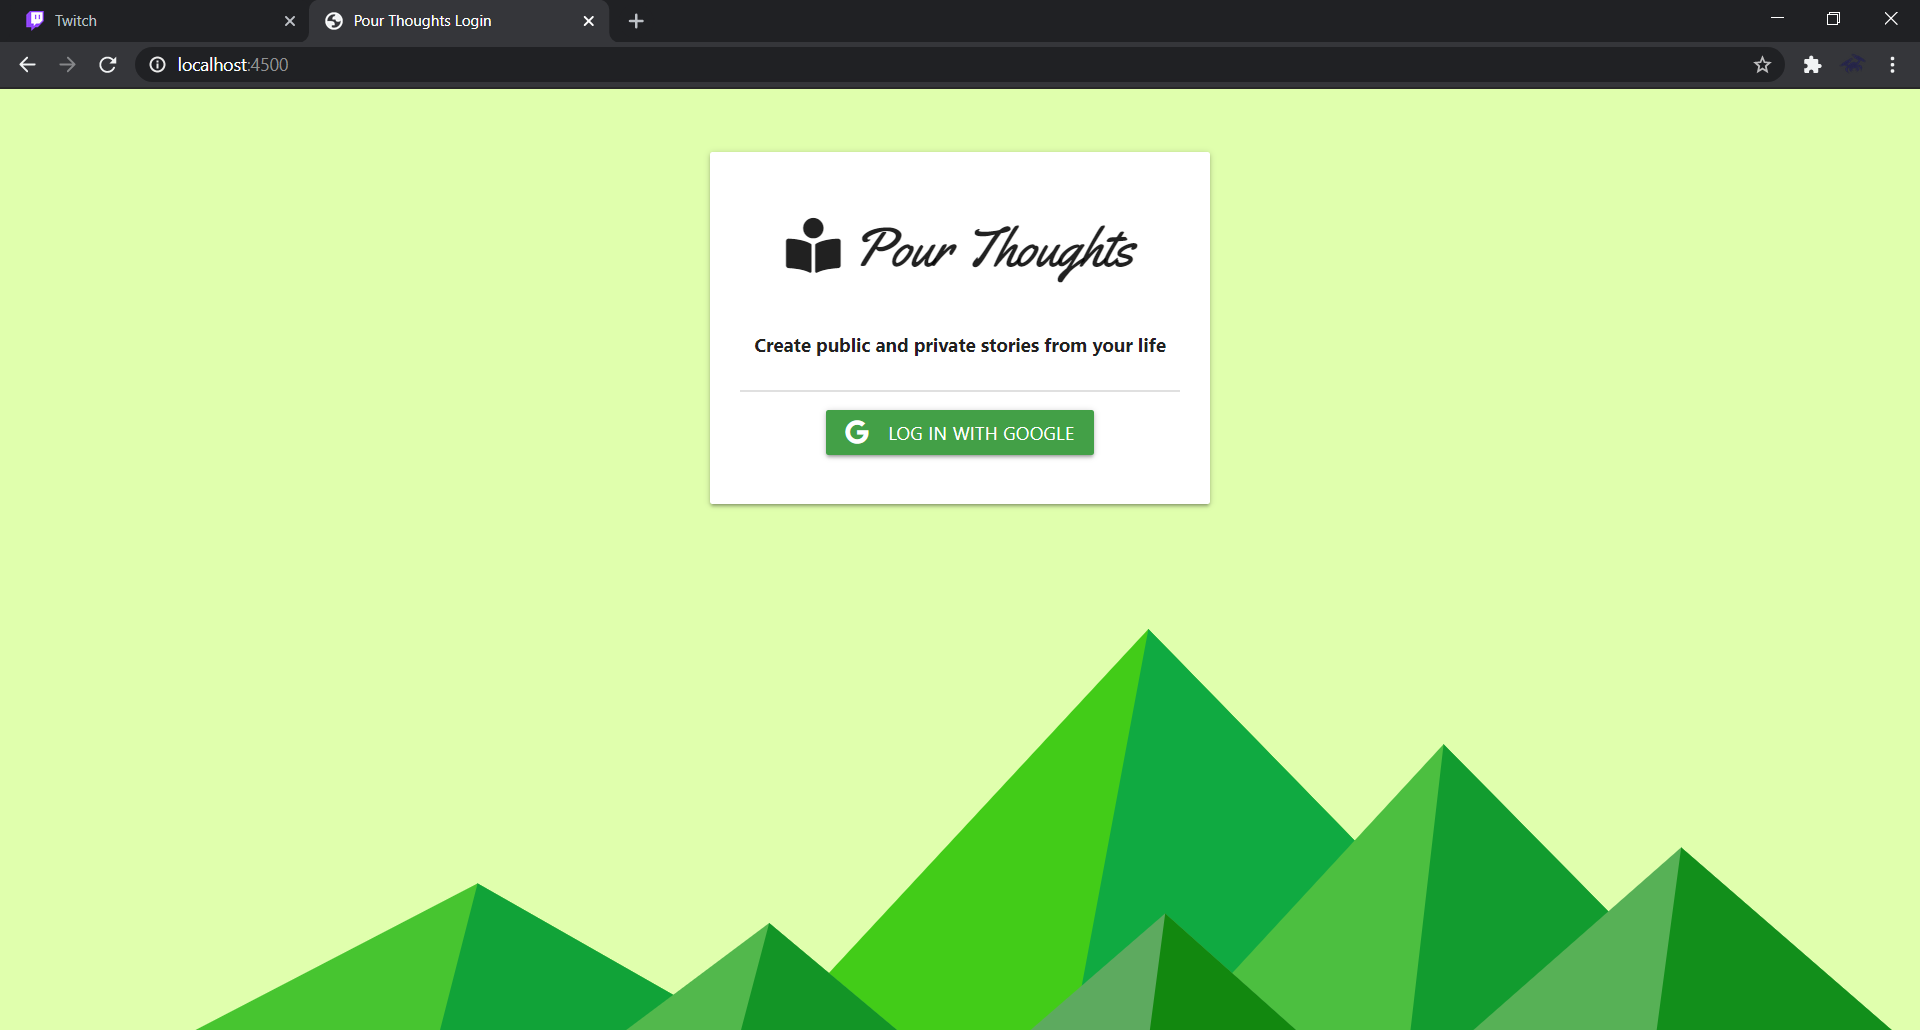 Twitch
Pour Thoughts Login
localhost:4500
Pour Thoughts
Create public and private stories from your life
LOG IN WITH GOOGLE